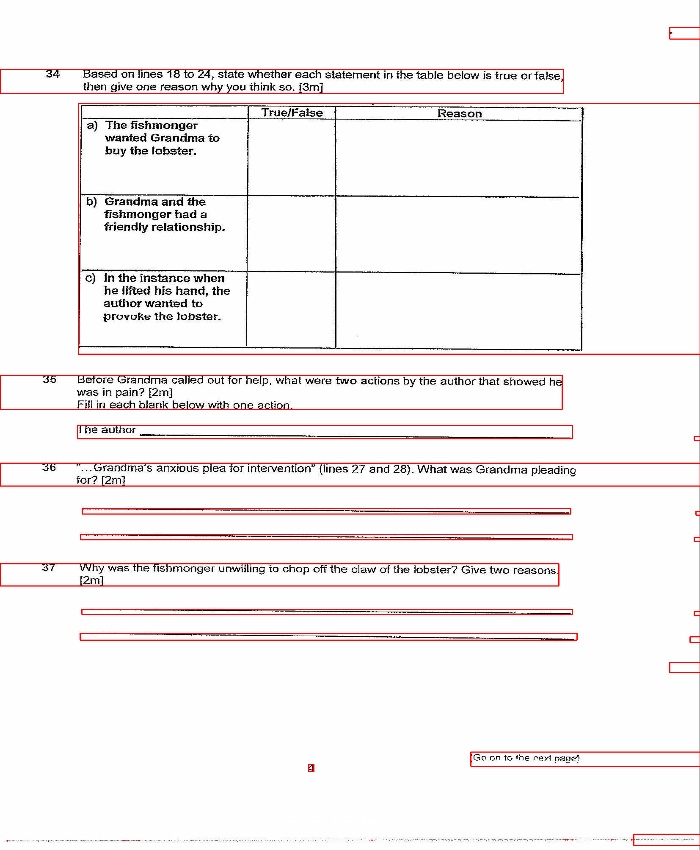 34 Based on lines 18 to 24, state whether each statement in the table below is true or false,
then give one reason why you think so. [3m]
True/False Reason
a) The fishmonger
wanted Grandma to
buy the lobster.
b) Grandma and the
fishmonger had a
friendly relationship.
c) In the instance when
he lifted his hand, the
author wanted to
provoke the lobster.
35 Before Grandma called out for help, what were two actions by the author that showed he
was in pain? [2m]
Fill in each blank below with one action.
The author
36 "...Grandma's anxious plea for intervention" (lines 27 and 28). What was Grandma pleading
for? [2m]
37 Why was the fishmonger unwilling to chop off the claw of the lobster? Give two reasons.
[2m]
[Go on to the next page]